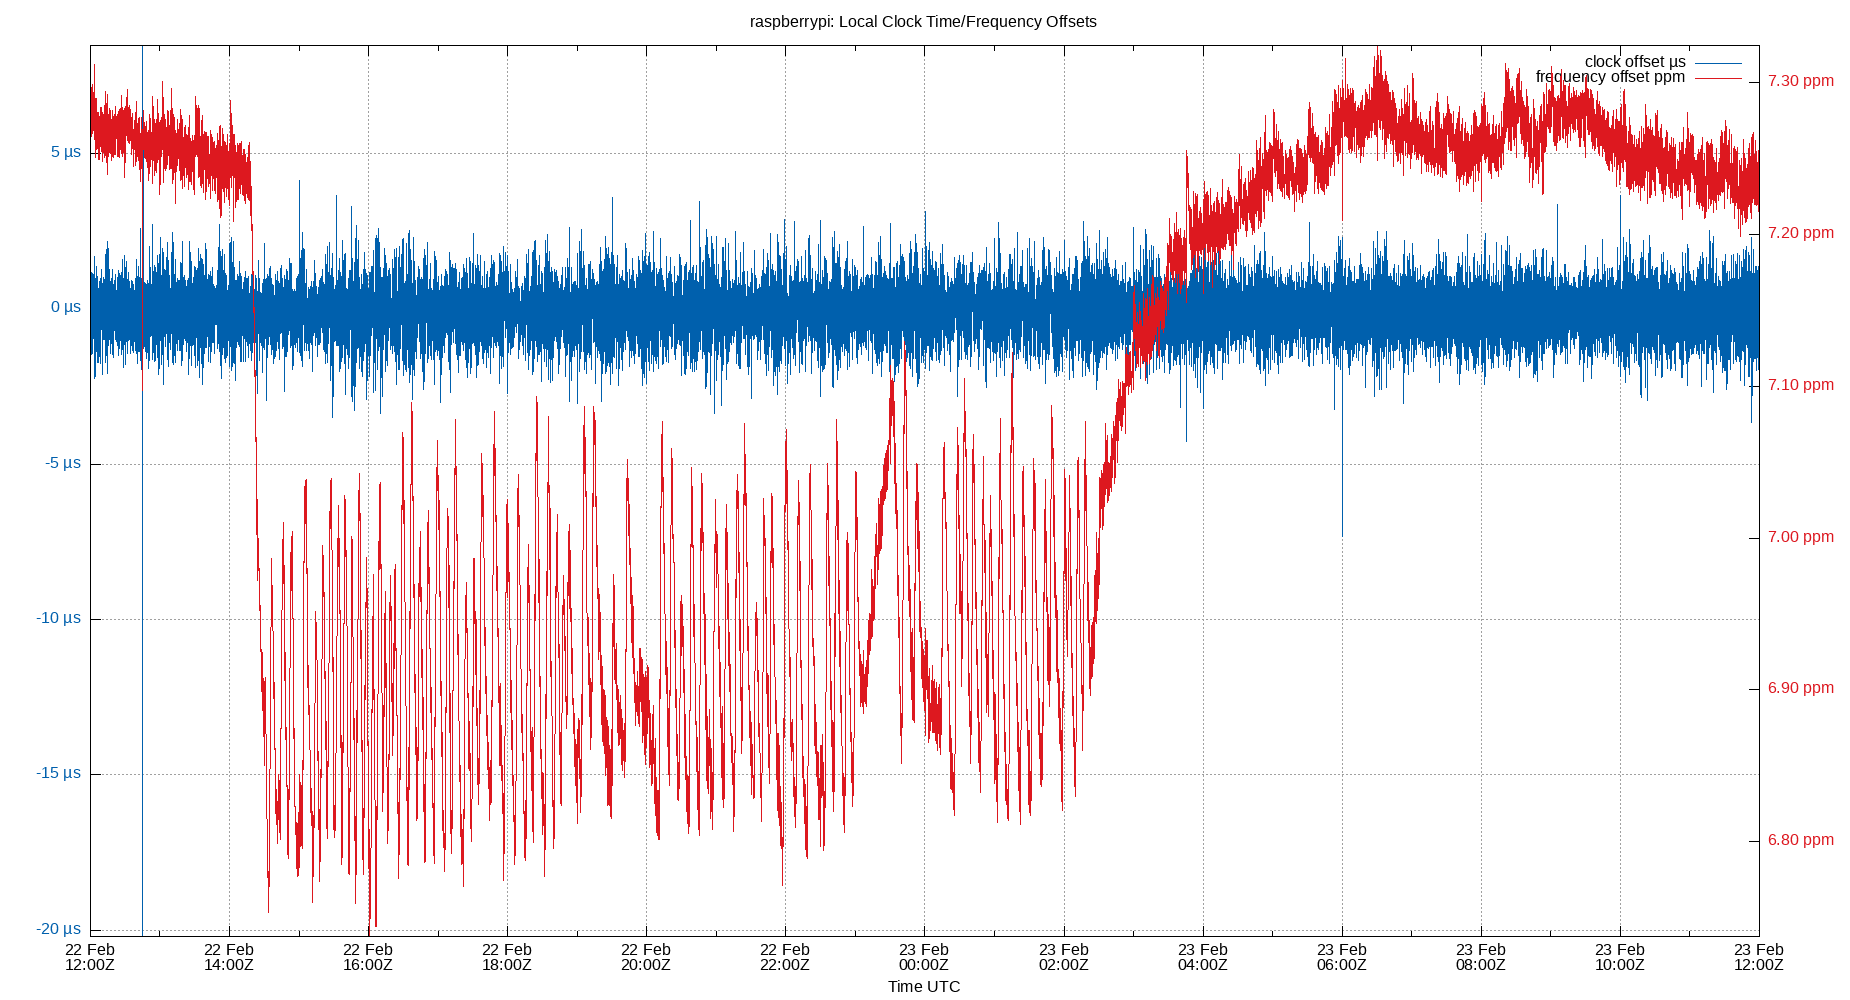 raspberrypi: Local Clock Time/Frequency Offsets
clock offset µs
frequency offset ppm
5 µs
0 µs
-5 µs
-10 µs
-15 µs
-20 µs
7.30 ppm
7.20 ppm
7.10 ppm
7.00 ppm
6.90 ppm
6.80 ppm
22 Feb 22 Feb 22 Feb 22 Feb 22 Feb 22 Feb 23 Feb 23 Feb 23 Feb 23 Feb 23 Feb 23 Feb 23 Feb
12:00Z 14:00Z 16:00Z 18:00Z 20:00Z 22:00Z 00:00Z 02:00Z 04:00Z 06:00Z 08:00Z 10:00Z 12:00Z
Time UTC